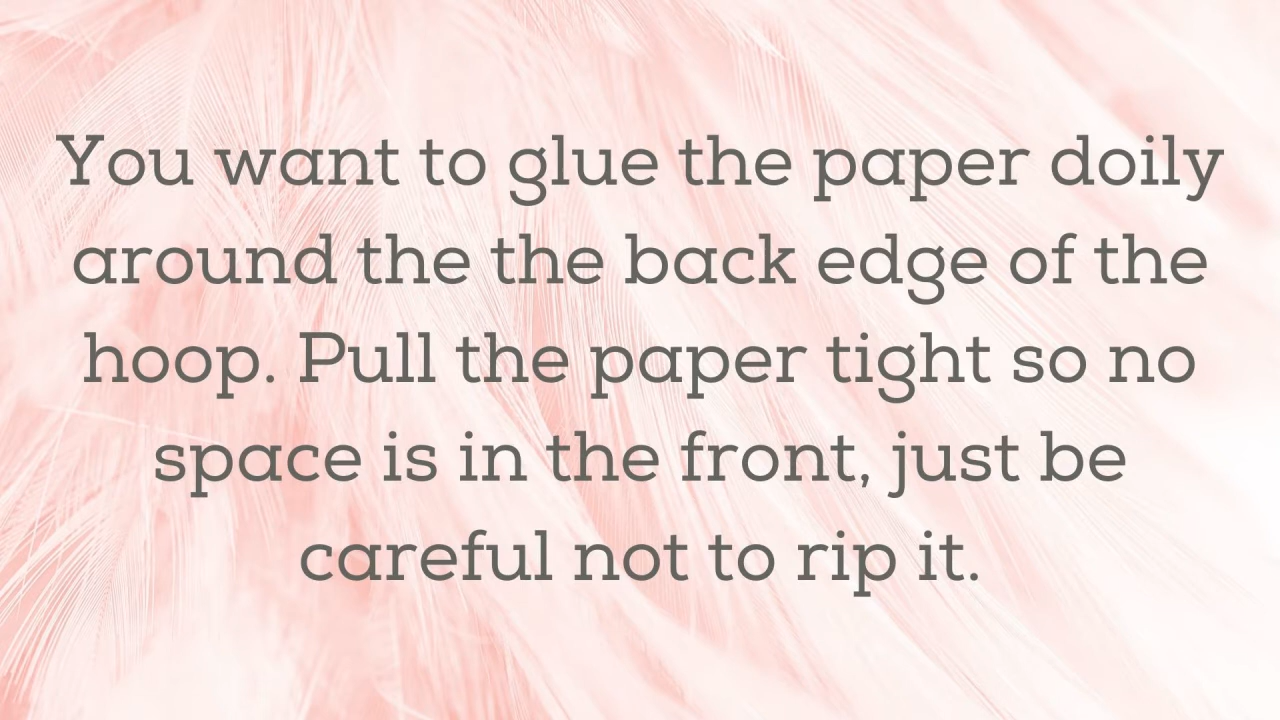 You want to glue the paper doily
around the the back edge of the
hoop. Pull the paper tight so no
space is in the front, just be
careful not to rip it.